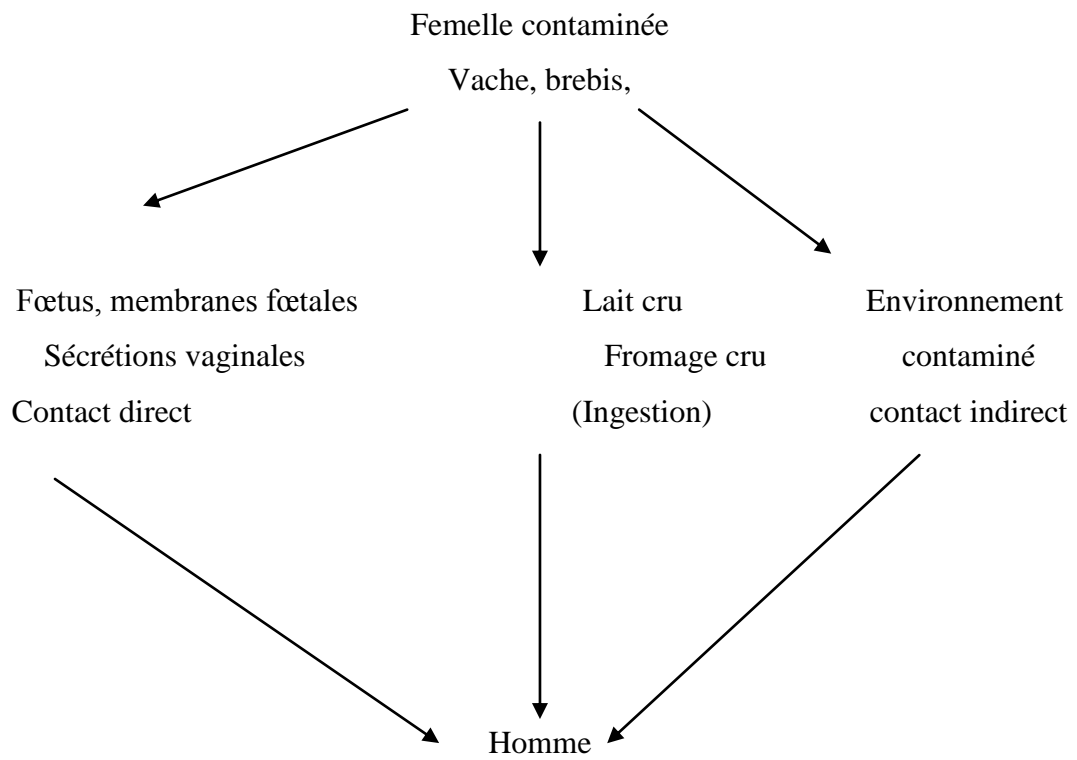 Femelle contaminée
Vache, brebis,
Fœtus, membranes fœtales
Sécrétions vaginales
Contact direct
Lait cru
Fromage cru
(Ingestion)
Environnement
contaminé
contact indirect
Homme